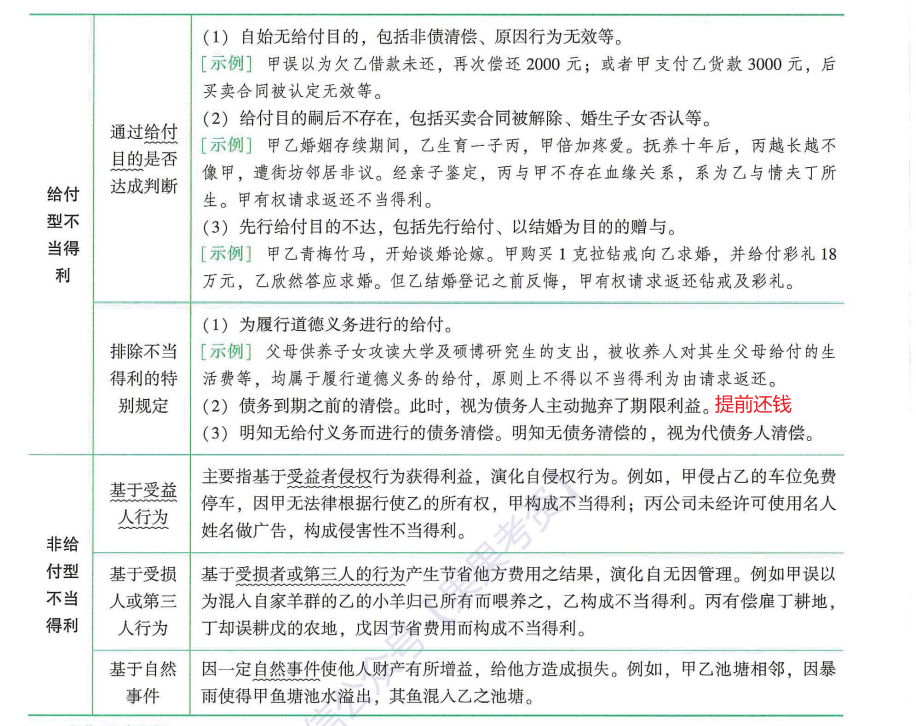 (1) 自始无给付目的，包括非债清偿、原因行为无效等。
[示例] 甲误以为欠乙借款未还，再次偿还 2000 元；或者甲支付乙货款 3000 元，后
买卖合同被认定无效等。
通过给付
目的是否
达成判断
(2) 给付目的嗣后不存在，包括买卖合同被解除、婚生子女否认等。
[示例] 甲乙婚姻存续期间，乙生育一子丙，甲倍加疼爱。抚养十年后，丙越长越不
像甲，遭街坊邻居非议。经亲子鉴定，丙与甲不存在血缘关系，系为乙与情夫丁所
生。甲有权请求返还不当得利。
给付
型不
当得
利
(3) 先行给付目的不达，包括先行给付、以结婚为目的的赠与。
[示例] 甲乙青梅竹马，开始谈婚论嫁。甲购买 1 克拉钻戒向乙求婚，并给付彩礼 18
万元，乙欣然答应求婚。但乙结婚登记之前反悔，甲有权请求返还钻戒及彩礼。
排除不当
得利的特
别规定
(1) 为履行道德义务进行的给付。
[示例] 父母供养子女攻读大学及硕博研究生的支出，被收养人对其生父母给付的生
活费等，均属于履行道德义务的给付，原则上不得以不当得利为由请求返还。
(2) 债务到期之前的清偿。此时，视为债务人主动抛弃了期限利益。提前还钱
(3) 明知无给付义务而进行的债务清偿。明知无债务清偿的，视为代债务人清偿。
非给
付型
不当
得利
基于受益
人行为
主要指基于受益者侵权行为获得利益，演化自侵权行为。例如，甲侵占乙的车位免费
停车，因甲无法律根据行使乙的所有权，甲构成不当得利；丙公司未经许可使用名人
姓名做广告，构成侵害性不当得利。
基于受损
人或第三
人行为
基于受损者或第三人的行为产生节省他方费用之结果，演化自无因管理。例如甲误以
为混入自家羊群的乙的小羊归己所有而喂养之，乙构成不当得利。丙有偿雇丁耕地，
丁却误耕戊的农地，戊因节省费用而构成不当得利。
基于自然
事件
因一定自然事件使他人财产有所增益，给他方造成损失。例如，甲乙池塘相邻，因暴
雨使得甲鱼塘池水溢出，其鱼混入乙之池塘。